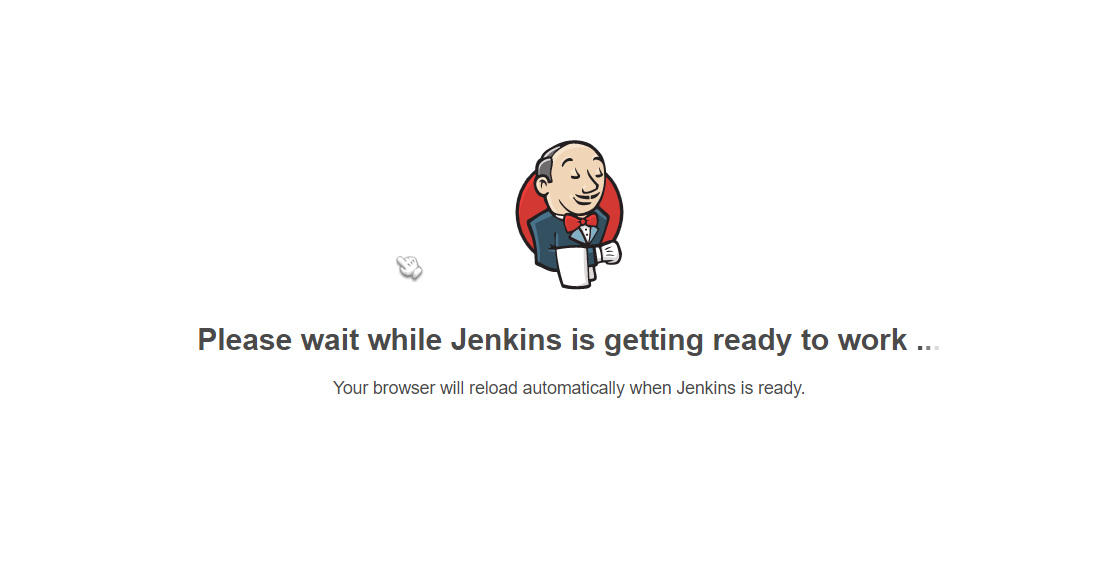 Please wait while Jenkins is getting ready to work ...
Your browser will reload automatically when Jenkins is ready.